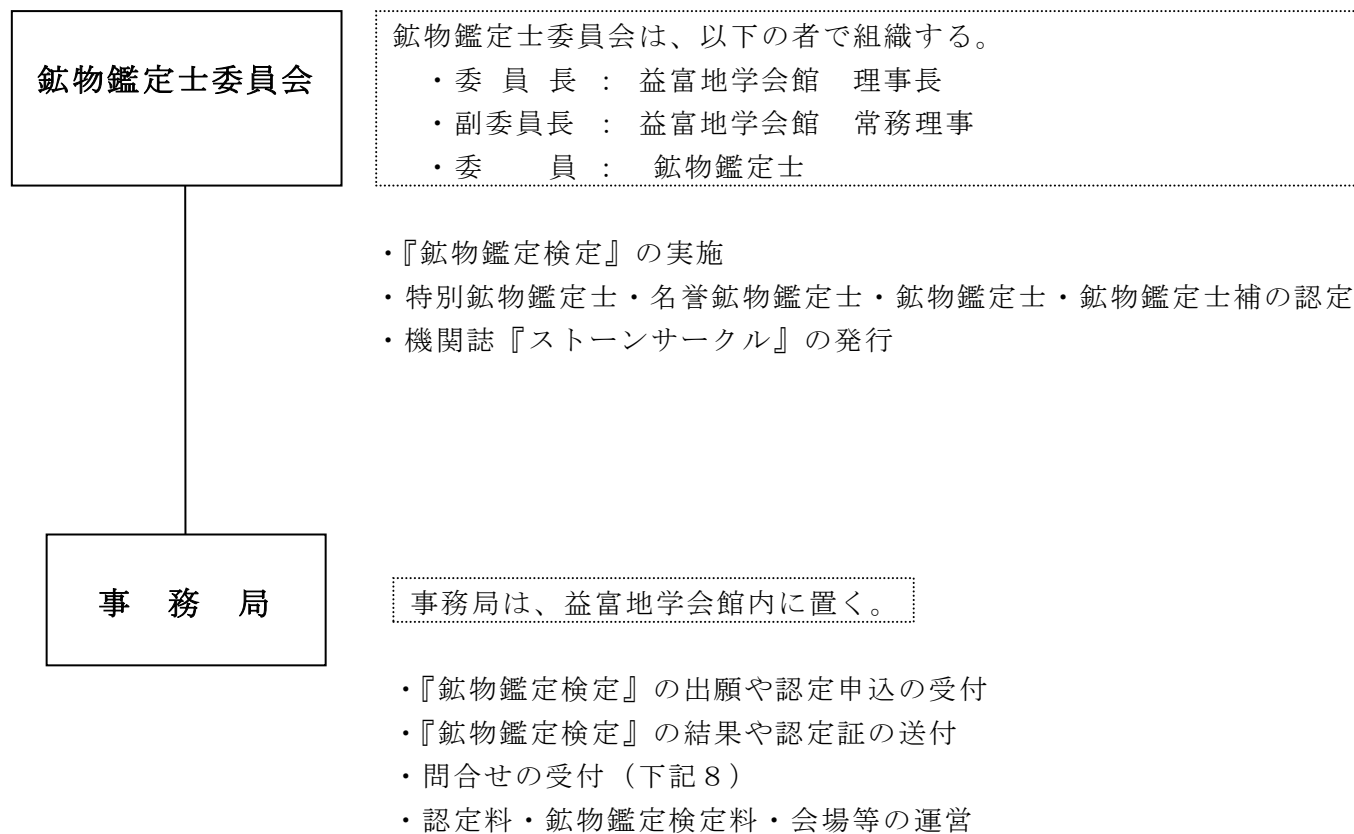 鉱物鑑定士委員会
鉱物鑑定士委員会は、以下の者で組織する。
・委 員 長 : 益富地学会館 理事長
・副委員長 : 益富地学会館 常務理事
・委 員 : 鉱物鑑定士
・『鉱物鑑定検定』の実施
・特別鉱物鑑定士・名誉鉱物鑑定士・鉱物鑑定士・鉱物鑑定士補の認定
・機関誌『ストーンサークル』の発行
事 務 局
事務局は、益富地学会館内に置く。
・『鉱物鑑定検定』の出願や認定申込の受付
・『鉱物鑑定検定』の結果や認定証の送付
・問合せの受付（下記８）
・認定料・鉱物鑑定検定料・会場等の運営